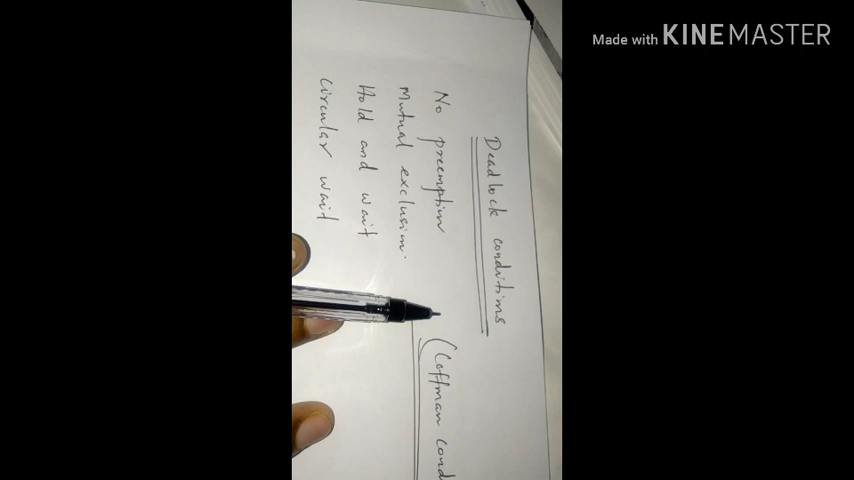 Made with KINEMASTER
Deadlock conditions
(Coffman cond
No preemption
Mutual exclusion.
Hold and wait
Circular wait